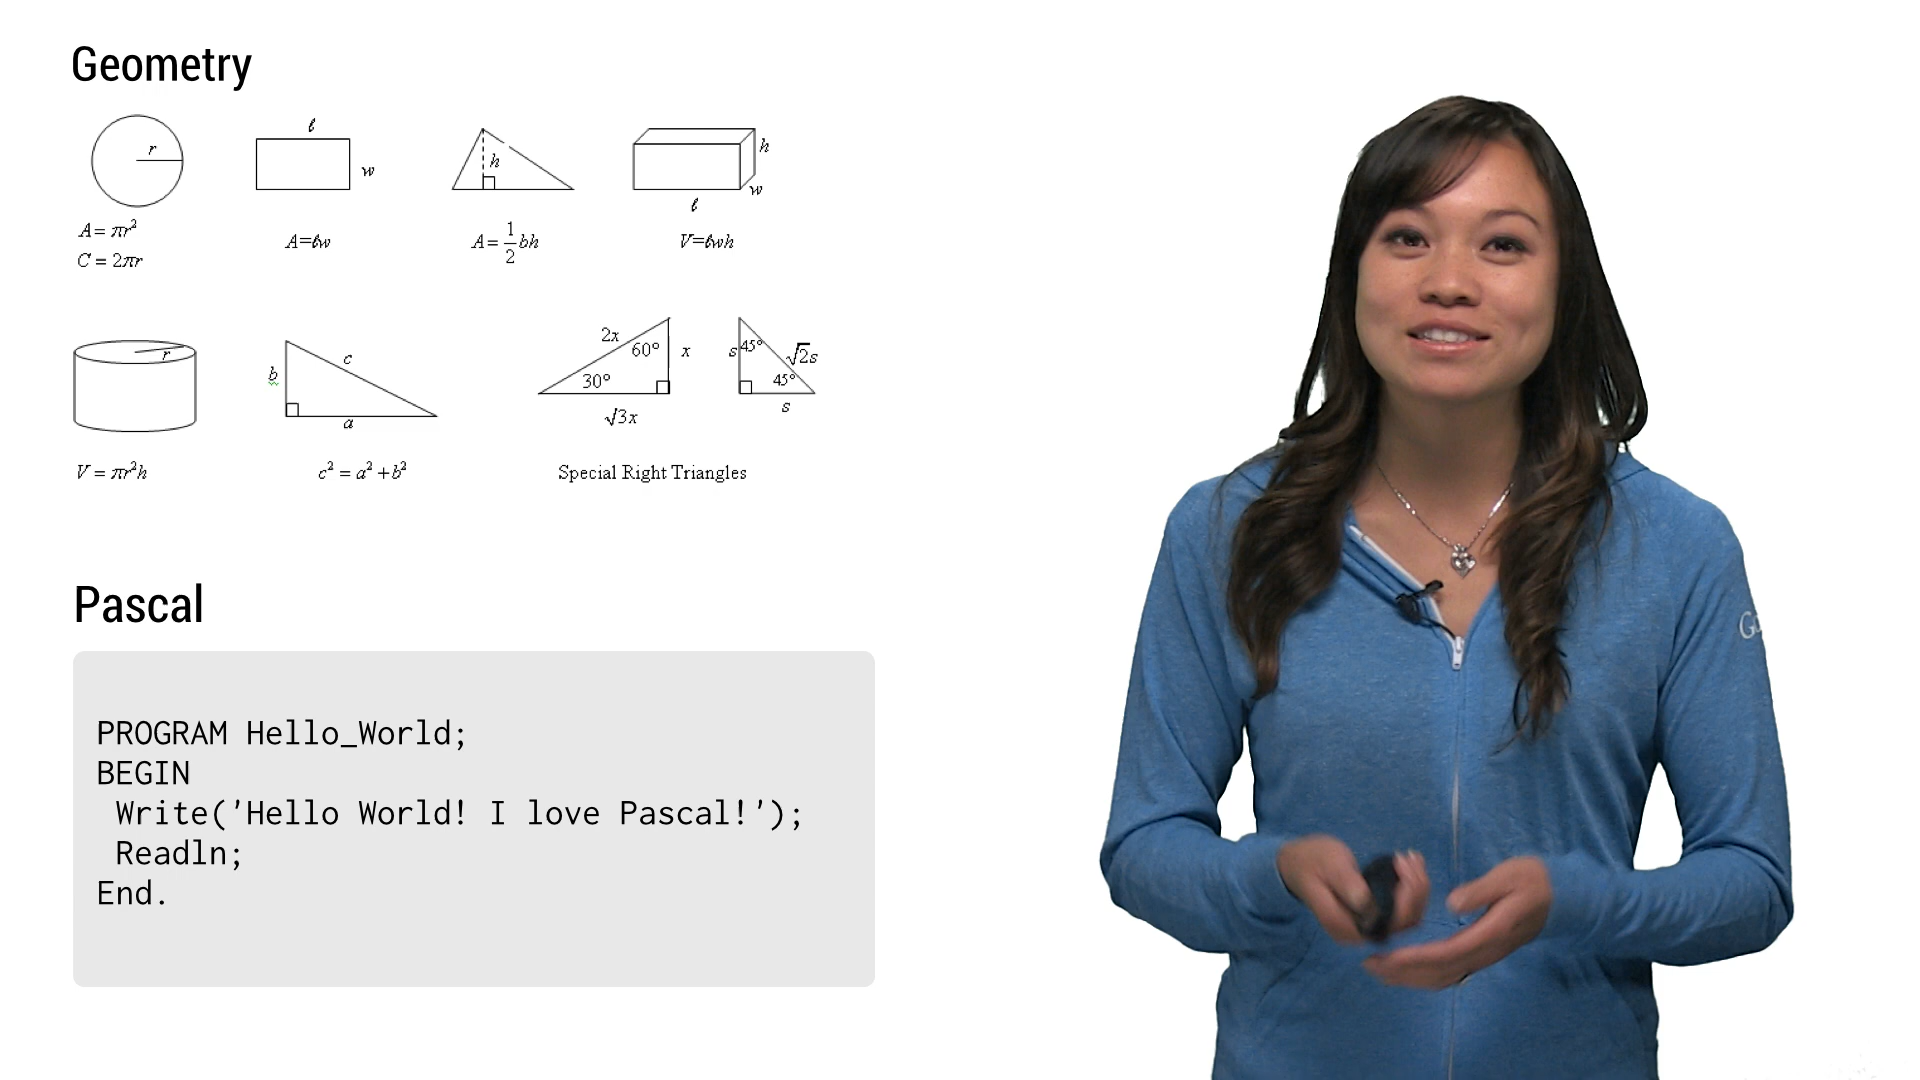 Geometry
r
ℓ
w
h
h
w
ℓ
A = πr²
C = 2πr
A=ℓw
A = 1/2 bh
V=ℓwh
r
b
c
a
2x
60°
x
30°
√3x
s
45°
√2s
45°
s
V = πr²h
c² = a² + b²
Special Right Triangles
Pascal
PROGRAM Hello_World;
BEGIN
Write('Hello World! I love Pascal!');
Readln;
End.